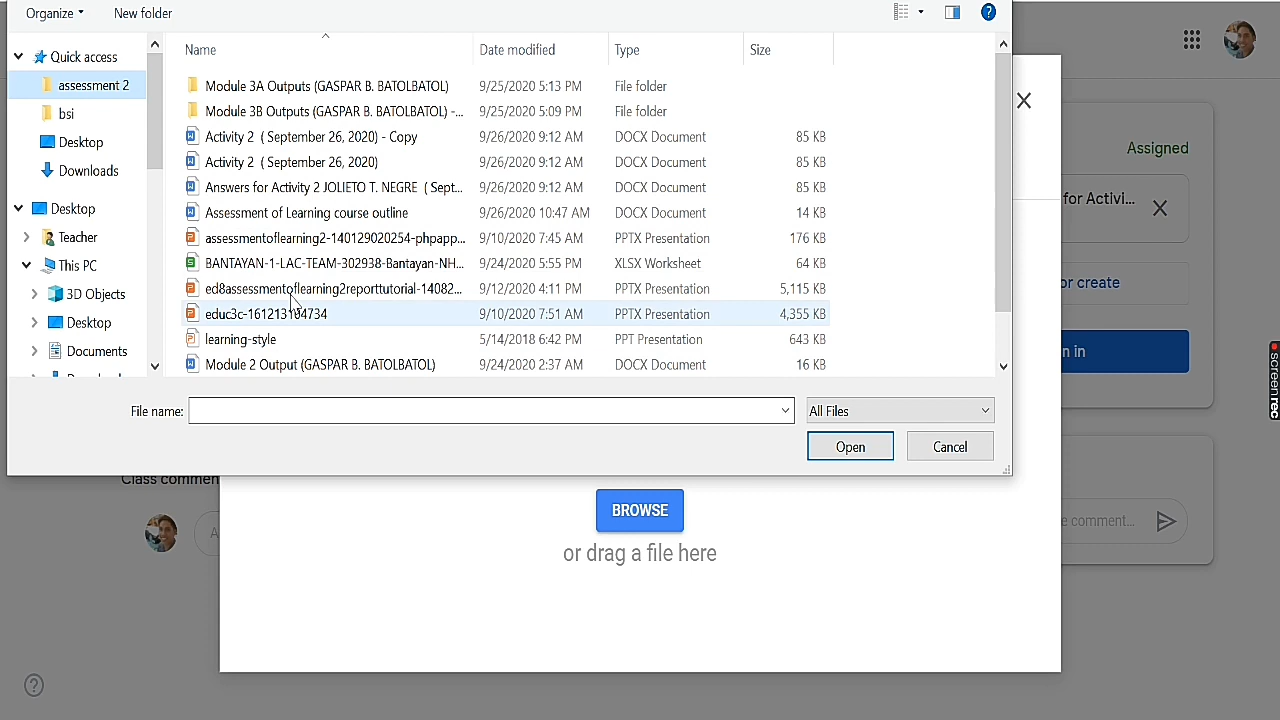 Organize New folder
Name Date modified Type Size
Quick access
assessment 2
bsi
Desktop
Downloads
Desktop
Teacher
This PC
3D Objects
Desktop
Documents
Module 3A Outputs (GASPAR B. BATOLBATOL) 9/25/2020 5:13 PM File folder
Module 3B Outputs (GASPAR B. BATOLBATOL) -... 9/25/2020 5:09 PM File folder
Activity 2 ( September 26, 2020) - Copy 9/26/2020 9:12 AM DOCX Document 85 KB
Activity 2 ( September 26, 2020) 9/26/2020 9:12 AM DOCX Document 85 KB
Answers for Activity 2 JOLIETO T. NEGRE ( Sept... 9/26/2020 9:12 AM DOCX Document 85 KB
Assessment of Learning course outline 9/26/2020 10:47 AM DOCX Document 14 KB
assessmentoflearning2-140129020254-phpapp... 9/10/2020 7:45 AM PPTX Presentation 176 KB
BANTAYAN-1-LAC-TEAM-302938-Bantayan-NH... 9/24/2020 5:55 PM XLSX Worksheet 64 KB
ed8assessmentoflearning2reporttutorial-14082... 9/12/2020 4:11 PM PPTX Presentation 5,115 KB
educ3c-161213104734 9/10/2020 7:51 AM PPTX Presentation 4,355 KB
learning-style 5/14/2018 6:42 PM PPT Presentation 643 KB
Module 2 Output (GASPAR B. BATOLBATOL) 9/24/2020 2:37 AM DOCX Document 16 KB
File name: All Files
Open Cancel
Assigned
for Activi...
or create
n in
Class commen
e comment...
BROWSE
or drag a file here
screenrec